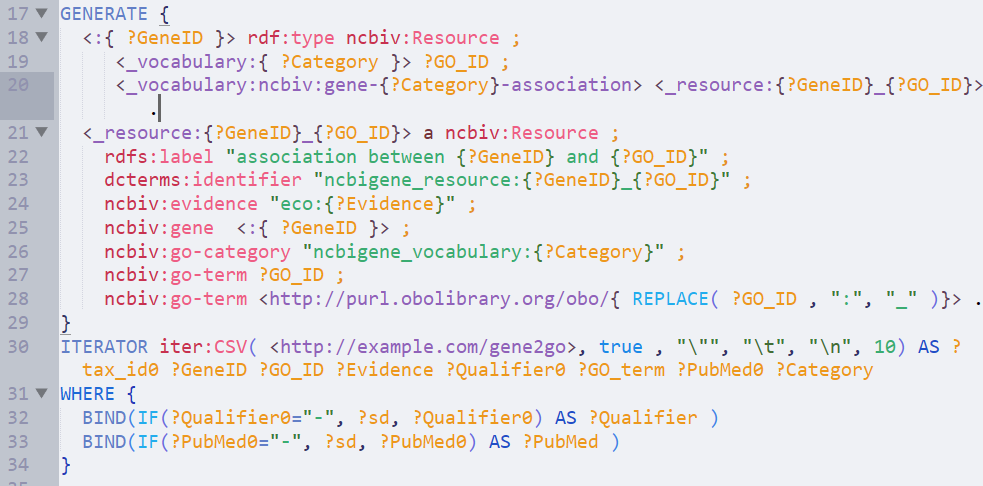 17 GENERATE {
18 <:{ ?GeneID }> rdf:type ncbiv:Resource ;
19 <_vocabulary:{ ?Category }> ?GO_ID ;
20 <_vocabulary:ncbiv:gene-{?Category}-association> <_resource:{?GeneID}_{?GO_ID}>
.
21 <_resource:{?GeneID}_{?GO_ID}> a ncbiv:Resource ;
22 rdfs:label "association between {?GeneID} and {?GO_ID}" ;
23 dcterms:identifier "ncbigene_resource:{?GeneID}_{?GO_ID}" ;
24 ncbiv:evidence "eco:{?Evidence}" ;
25 ncbiv:gene  <:{ ?GeneID }> ;
26 ncbiv:go-category "ncbigene_vocabulary:{?Category}" ;
27 ncbiv:go-term ?GO_ID ;
28 ncbiv:go-term <http://purl.obolibrary.org/obo/{ REPLACE( ?GO_ID , ":", "_" )}> .
29 }
30 ITERATOR iter:CSV( <http://example.com/gene2go>, true , "\"", "\t", "\n", 10) AS ?
tax_id0 ?GeneID ?GO_ID ?Evidence ?Qualifier0 ?GO_term ?PubMed0 ?Category
31 WHERE {
32 BIND(IF(?Qualifier0="-", ?sd, ?Qualifier0) AS ?Qualifier )
33 BIND(IF(?PubMed0="-", ?sd, ?PubMed0) AS ?PubMed )
34 }